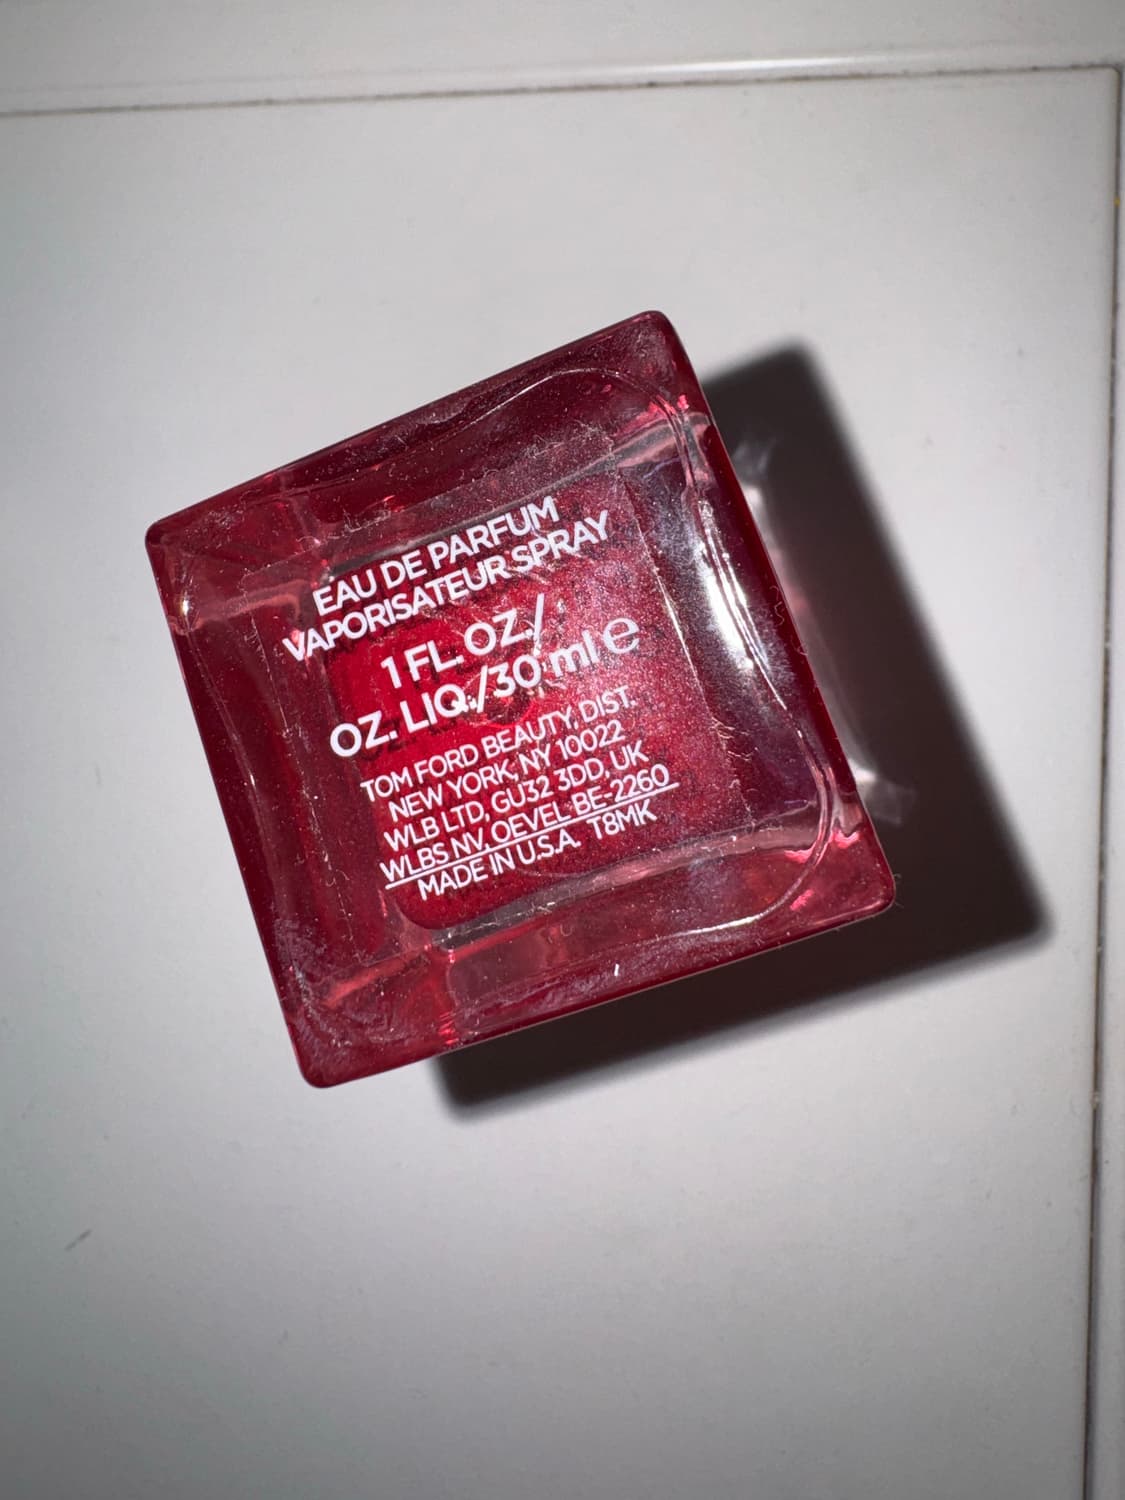 EAU DE PARFUM
VAPORISATEUR SPRAY
1 FL. OZ./
OZ. LIQ./30 ml e
TOM FORD BEAUTY, DIST.
NEW YORK, NY 10022
WLB LTD, GU32 3DD, UK
WLBS NV, OEVEL BE-2260
MADE IN U.S.A. T8MK